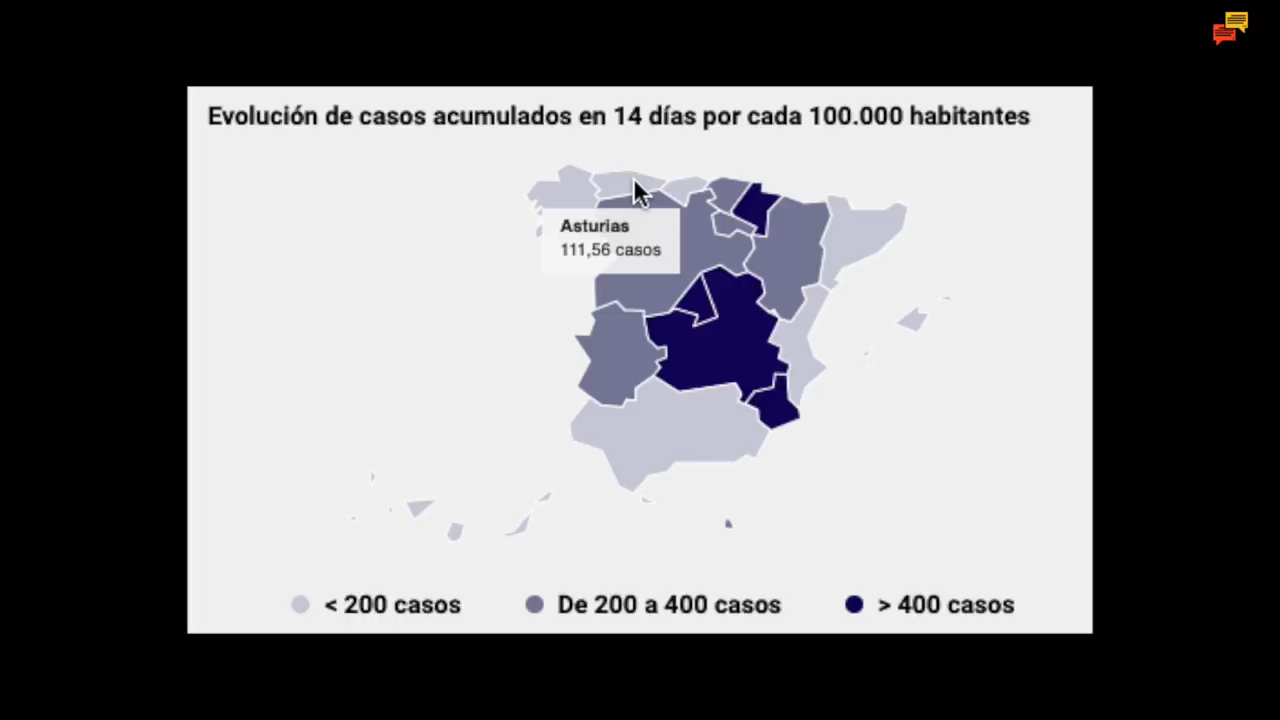 Evolución de casos acumulados en 14 días por cada 100.000 habitantes
Asturias
111,56 casos
< 200 casos
De 200 a 400 casos
> 400 casos